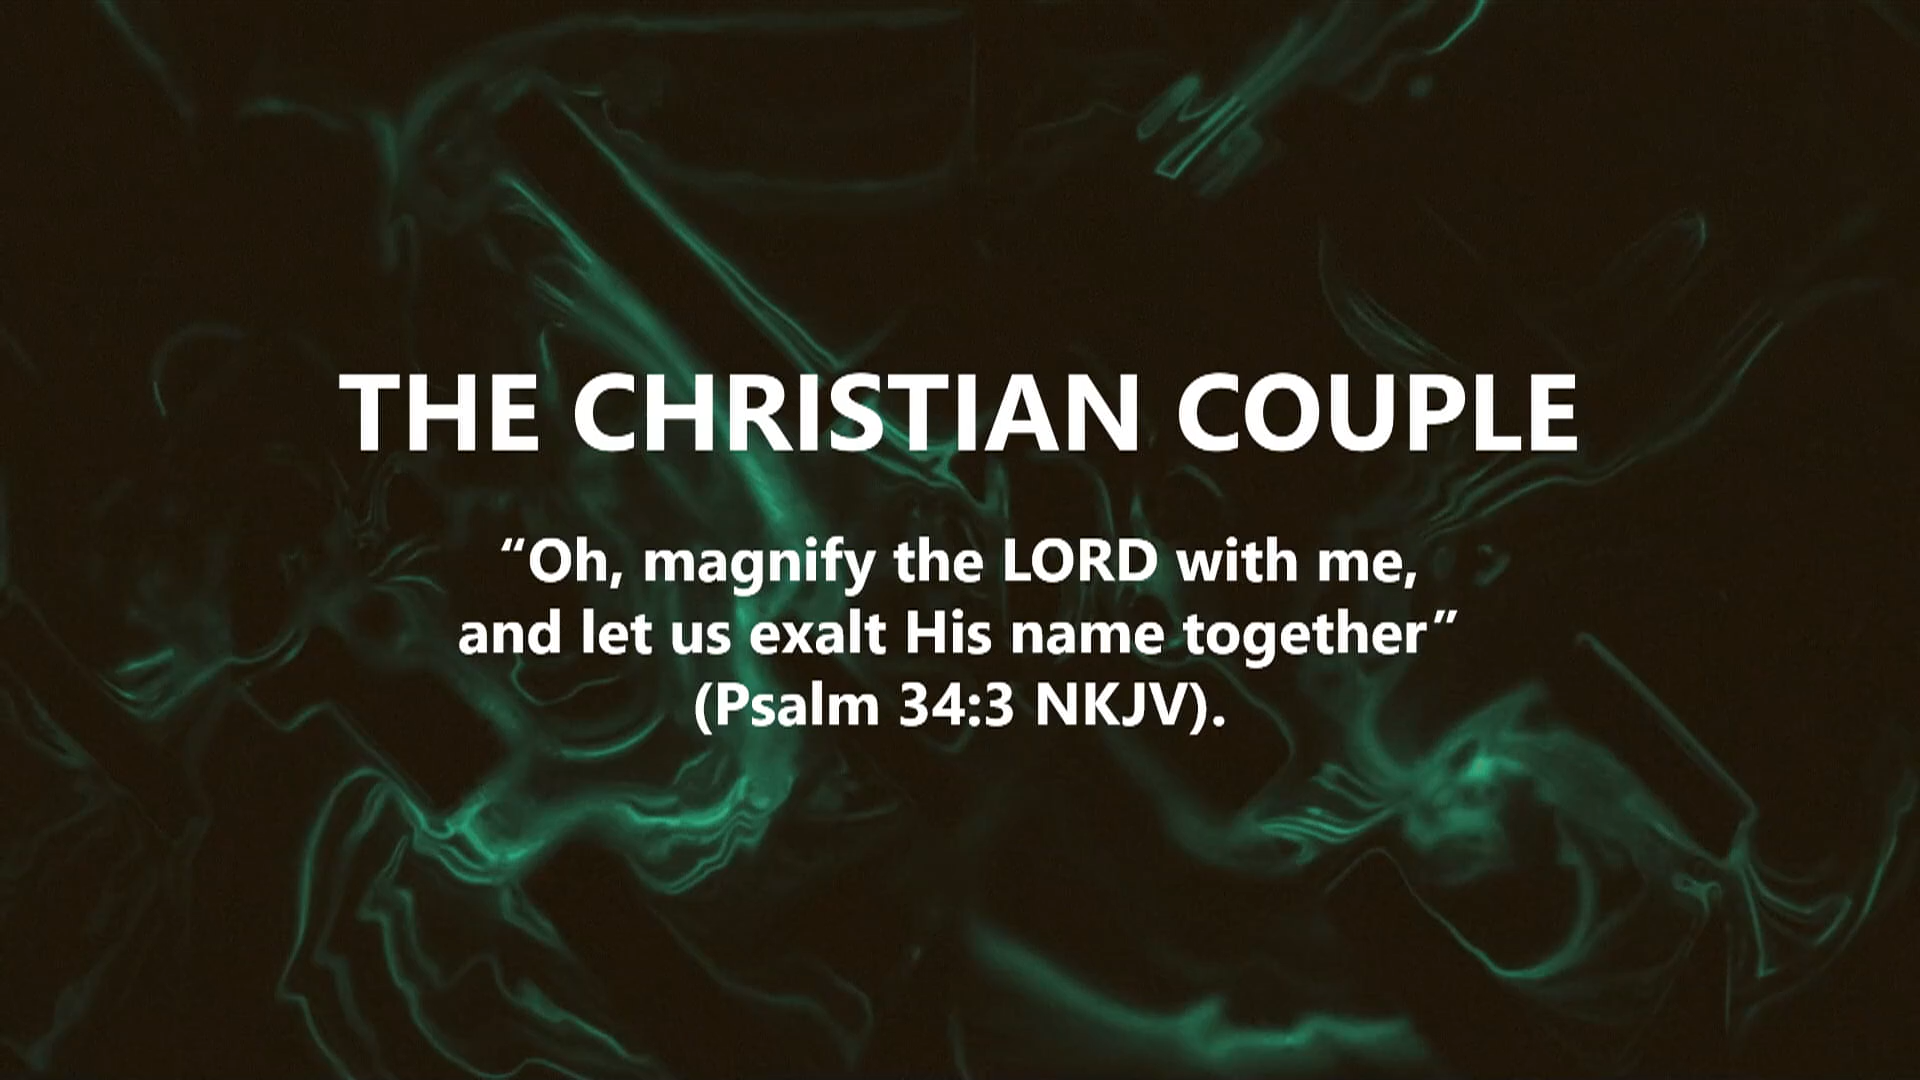 THE CHRISTIAN COUPLE
“Oh, magnify the LORD with me,
and let us exalt His name together”
(Psalm 34:3 NKJV).